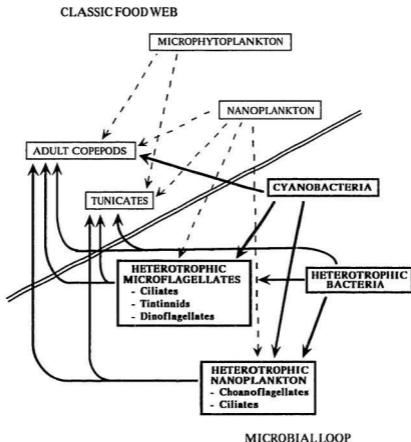 CLASSIC FOOD WEB
MICROPHYTOPLANKTON
NANOPLANKTON
ADULT COPEPODS
CYANOBACTERIA
TUNICATES
HETEROTROPHIC
MICROFLAGELLATES
- Ciliates
- Tintinnids
- Dinoflagellates
HETEROTROPHIC
BACTERIA
HETEROTROPHIC
NANOPLANKTON
- Choanoflagellates
- Ciliates
MICROBIAL LOOP